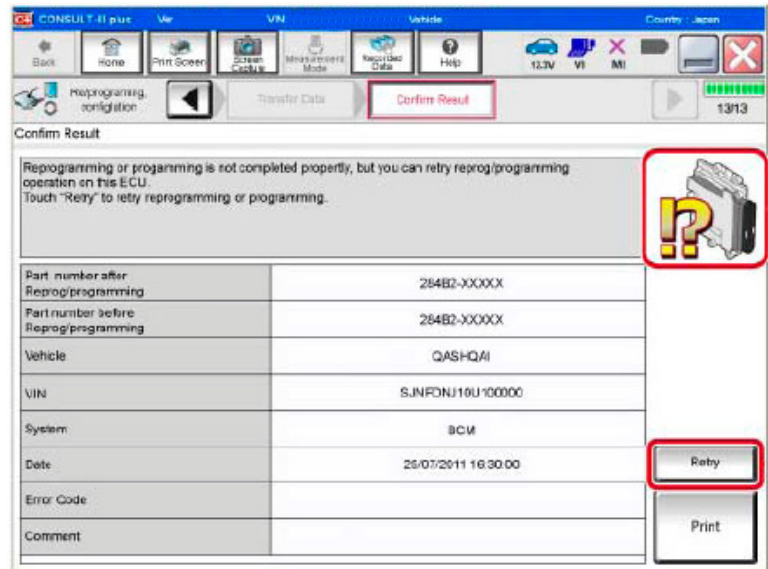 CONSULT-III plus Ver VIN Vehicle Country : Japan
Back Home Print Screen Screen Capture Measurement Mode Recorded Data Help 12.3V VI MI
Reprograming, configlation Transfer Data Confirm Result 13/13
Confirm Result
Reprogramming or progamming is not completed propertly, but you can retry reprog/programming
operation on this ECU.
Touch "Retry" to retry reprogramming or programming.
!?
Part number after
Reprog/programming
284B2-XXXXX
Part number before
Reprog/programming
284B2-XXXXX
Vehicle QASHQAI
VIN SJNFDNJ10U100000
System BCM
Date 26/07/2011 16:30:00
Retry
Error Code
Comment
Print